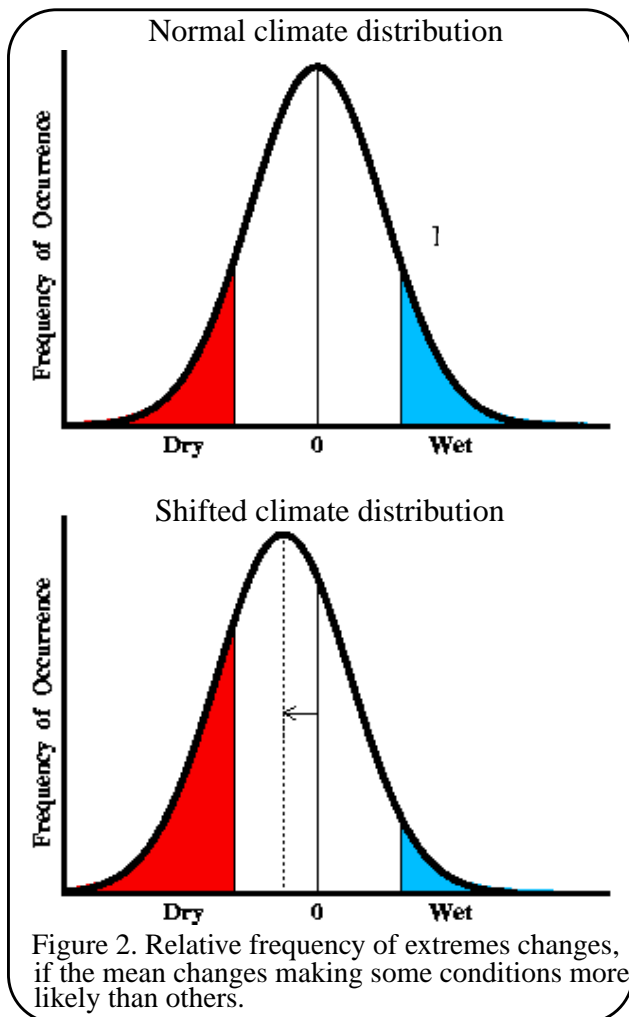 Normal climate distribution
Frequency of Occurrence
Dry 0 Wet
Shifted climate distribution
Frequency of Occurrence
Dry 0 Wet
Figure 2. Relative frequency of extremes changes,
if the mean changes making some conditions more
likely than others.